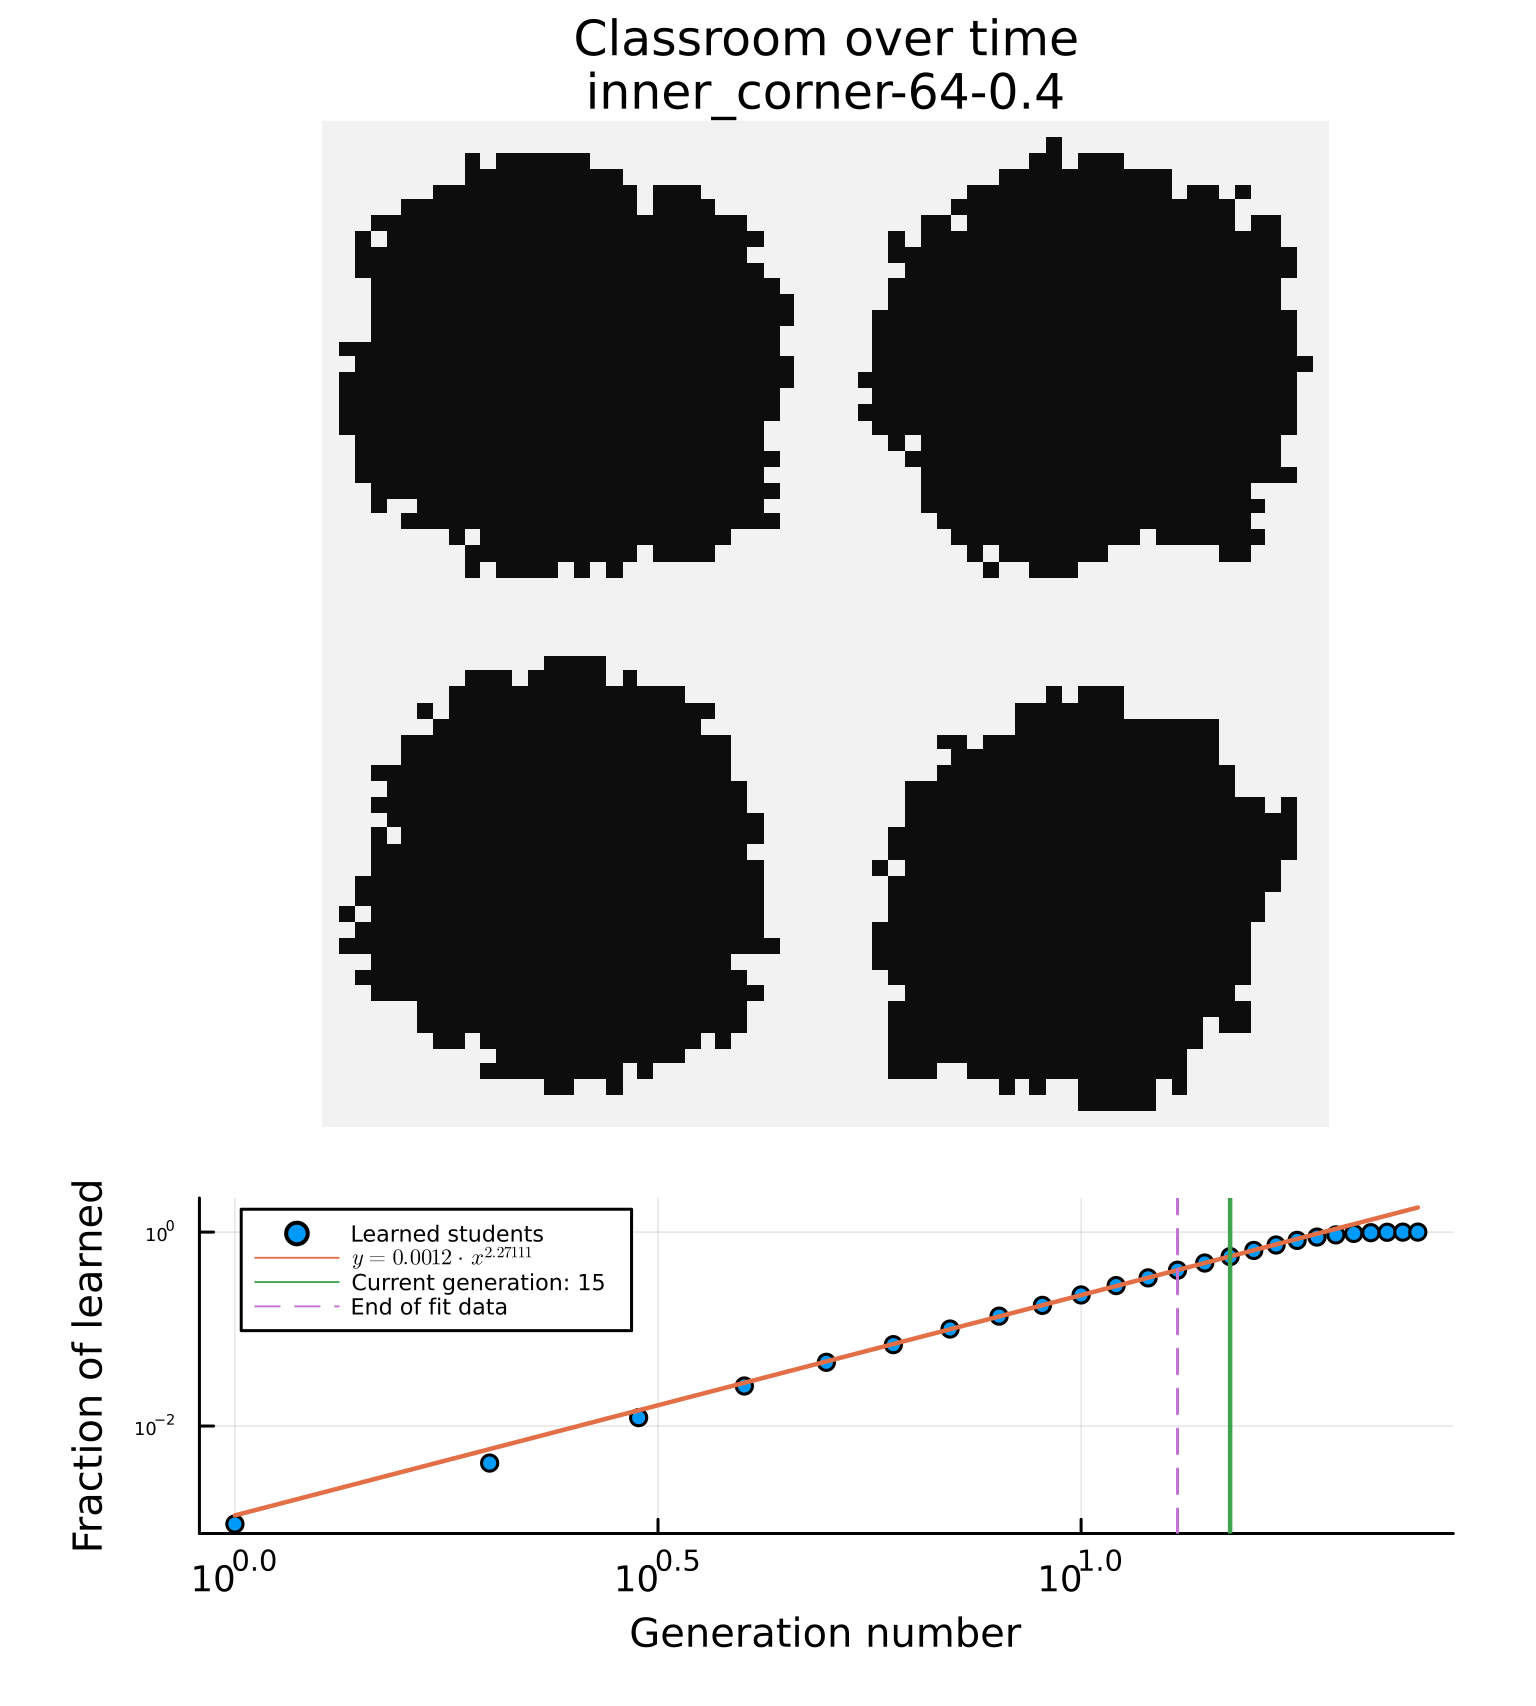 Classroom over time
inner_corner-64-0.4
Fraction of learned
10^0
10^−2
Learned students
y = 0.0012 · x^2.27111
Current generation: 15
End of fit data
10^0.0 10^0.5 10^1.0
Generation number